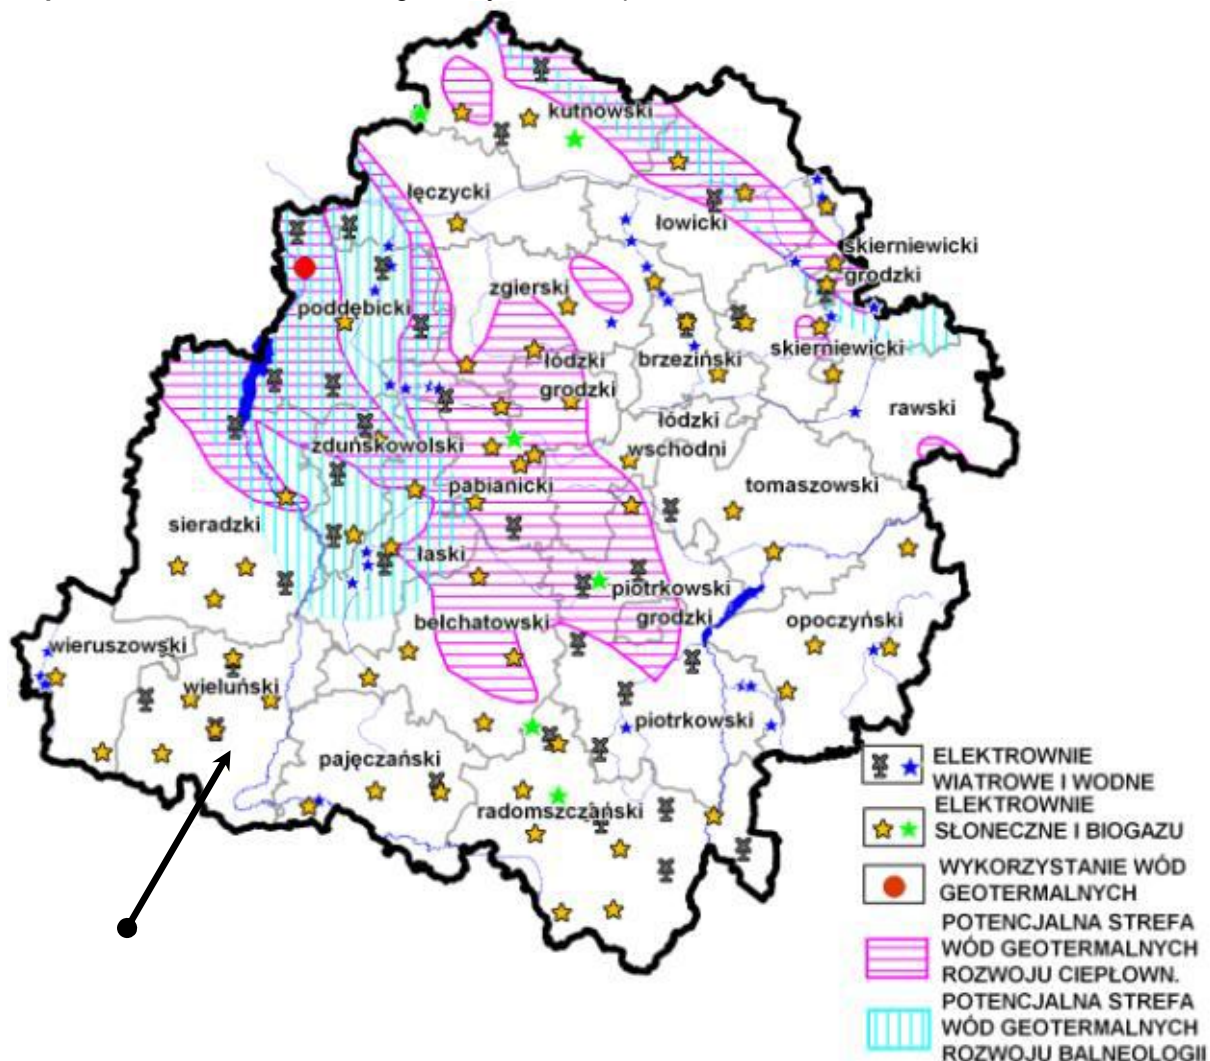 kutnowski
łęczycki
łowicki
skierniewicki
grodzki
zgierski
poddębicki
łódzki
grodzki
brzeziński
skierniewicki
rawski
łódzki
wschodni
zduńskowolski
pabianicki
tomaszowski
sieradzki
łaski
piotrkowski
grodzki
bełchatowski
opoczyński
wieruszowski
wieluński
piotrkowski
pajęczański
radomszczański
ELEKTROWNIE
WIATROWE I WODNE
ELEKTROWNIE
SŁONECZNE I BIOGAZU
WYKORZYSTANIE WÓD
GEOTERMALNYCH
POTENCJALNA STREFA
WÓD GEOTERMALNYCH
ROZWOJU CIEPŁOWN.
POTENCJALNA STREFA
WÓD GEOTERMALNYCH
ROZWOJU BALNEOLOGII